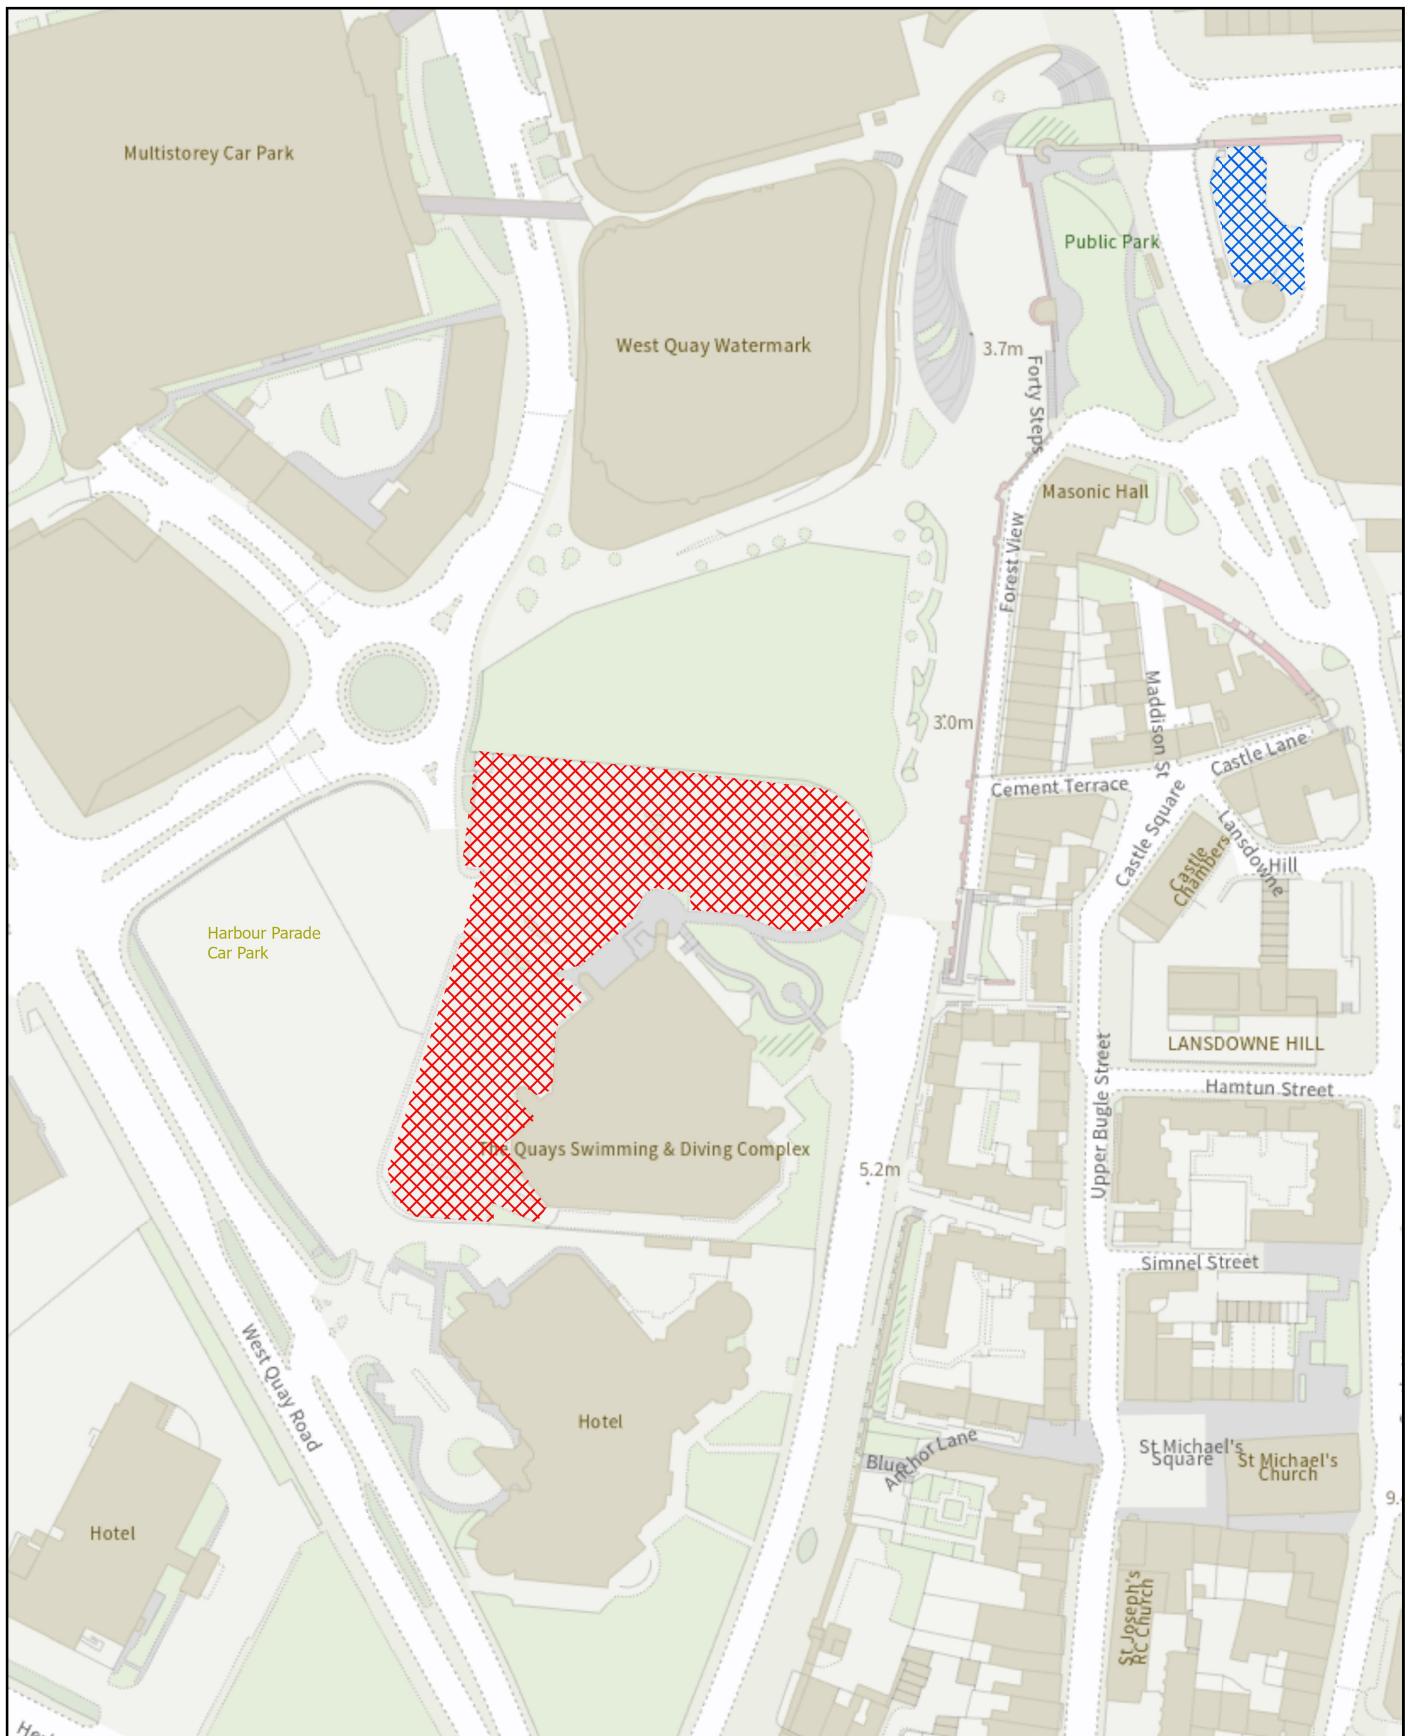 Multistorey Car Park
Public Park
West Quay Watermark
3.7m
Forty Steps
Masonic Hall
Forest View
Maddison St
3.0m
Castle Lane
Cement Terrace
Castle Square
Lansdowne
Hill
Castle
Chambers
Harbour Parade
Car Park
LANSDOWNE HILL
Upper Bugle Street
Hamtun Street
The Quays Swimming & Diving Complex
5.2m
Simnel Street
West Quay Road
Hotel
Blue
Anchor Lane
St Michael's
Square
St Michael's
Church
Hotel
St Joseph's
RC Church